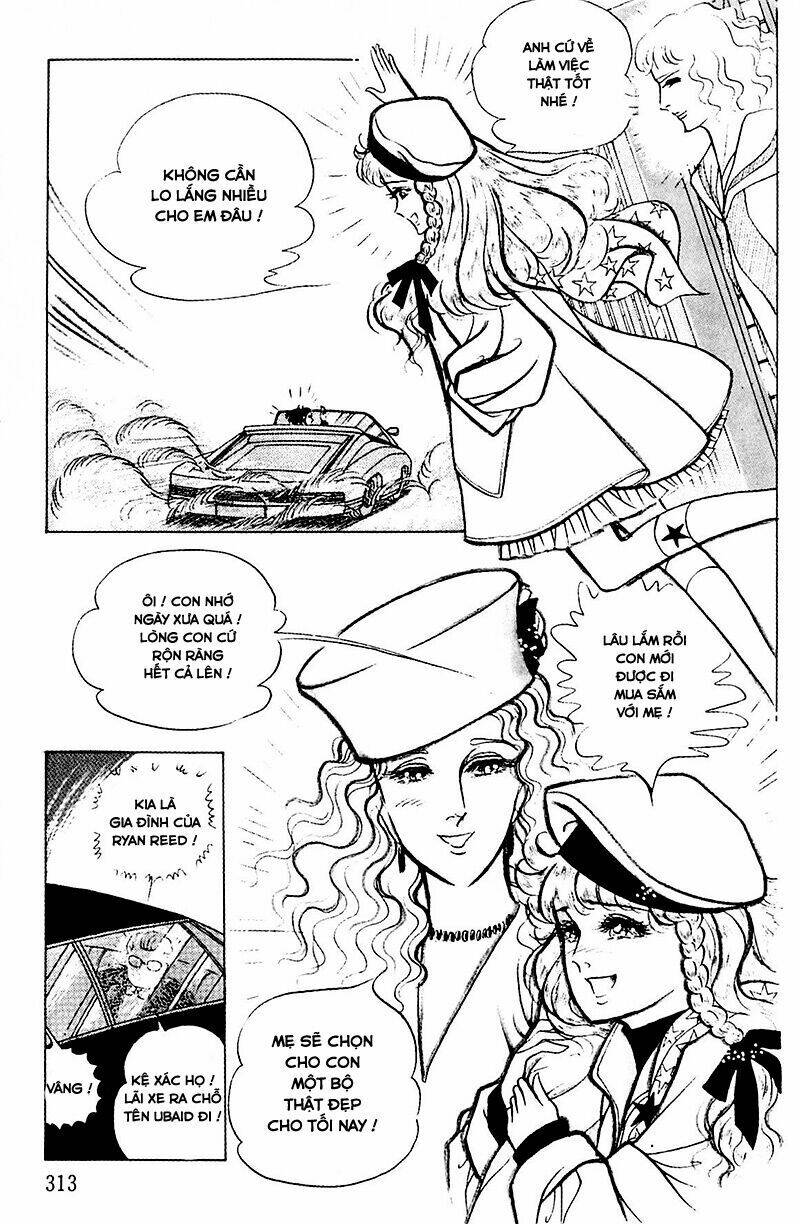 ANH CỨ VỀ
LÀM VIỆC
THẬT TỐT
NHÉ !
KHÔNG CẦN
LO LẮNG NHIỀU
CHO EM ĐÂU !
ÔI ! CON NHỚ
NGÀY XƯA QUÁ !
LÒNG CON CỨ
RỘN RÀNG
HẾT CẢ LÊN !
LÂU LẮM RỒI
CON MỚI
ĐƯỢC ĐI
MUA SẮM
VỚI MẸ !
KIA LÀ
GIA ĐÌNH CỦA
RYAN REED !
VÂNG !
KỆ XÁC HỌ !
LÃI XE RA CHỖ
TÊN UBAID ĐI !
MẸ SẼ CHỌN
CHO CON
MỘT BỘ
THẬT ĐẸP
CHO TỐI NAY !
313